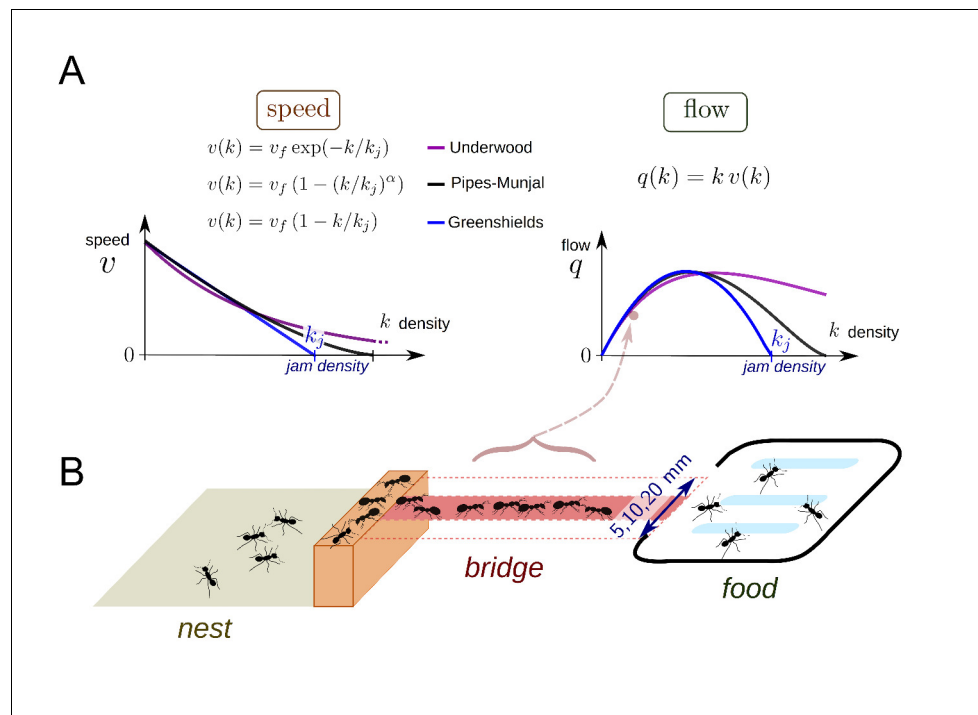 A
speed
v(k) = v_f exp(−k/k_j)
v(k) = v_f (1 − (k/k_j)^α)
v(k) = v_f (1 − k/k_j)
Underwood
Pipes-Munjal
Greenshields
flow
q(k) = k v(k)
speed
v
0
k_j
k density
jam density
flow
q
0
k_j
k density
jam density
B
5,10,20 mm
bridge
nest
food